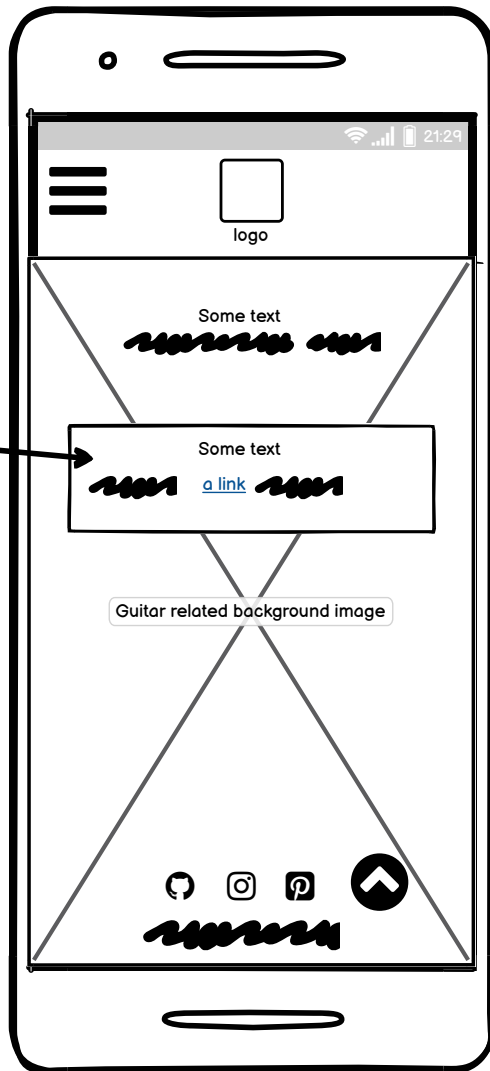 21:29
logo
Some text
Some text
a link
Guitar related background image